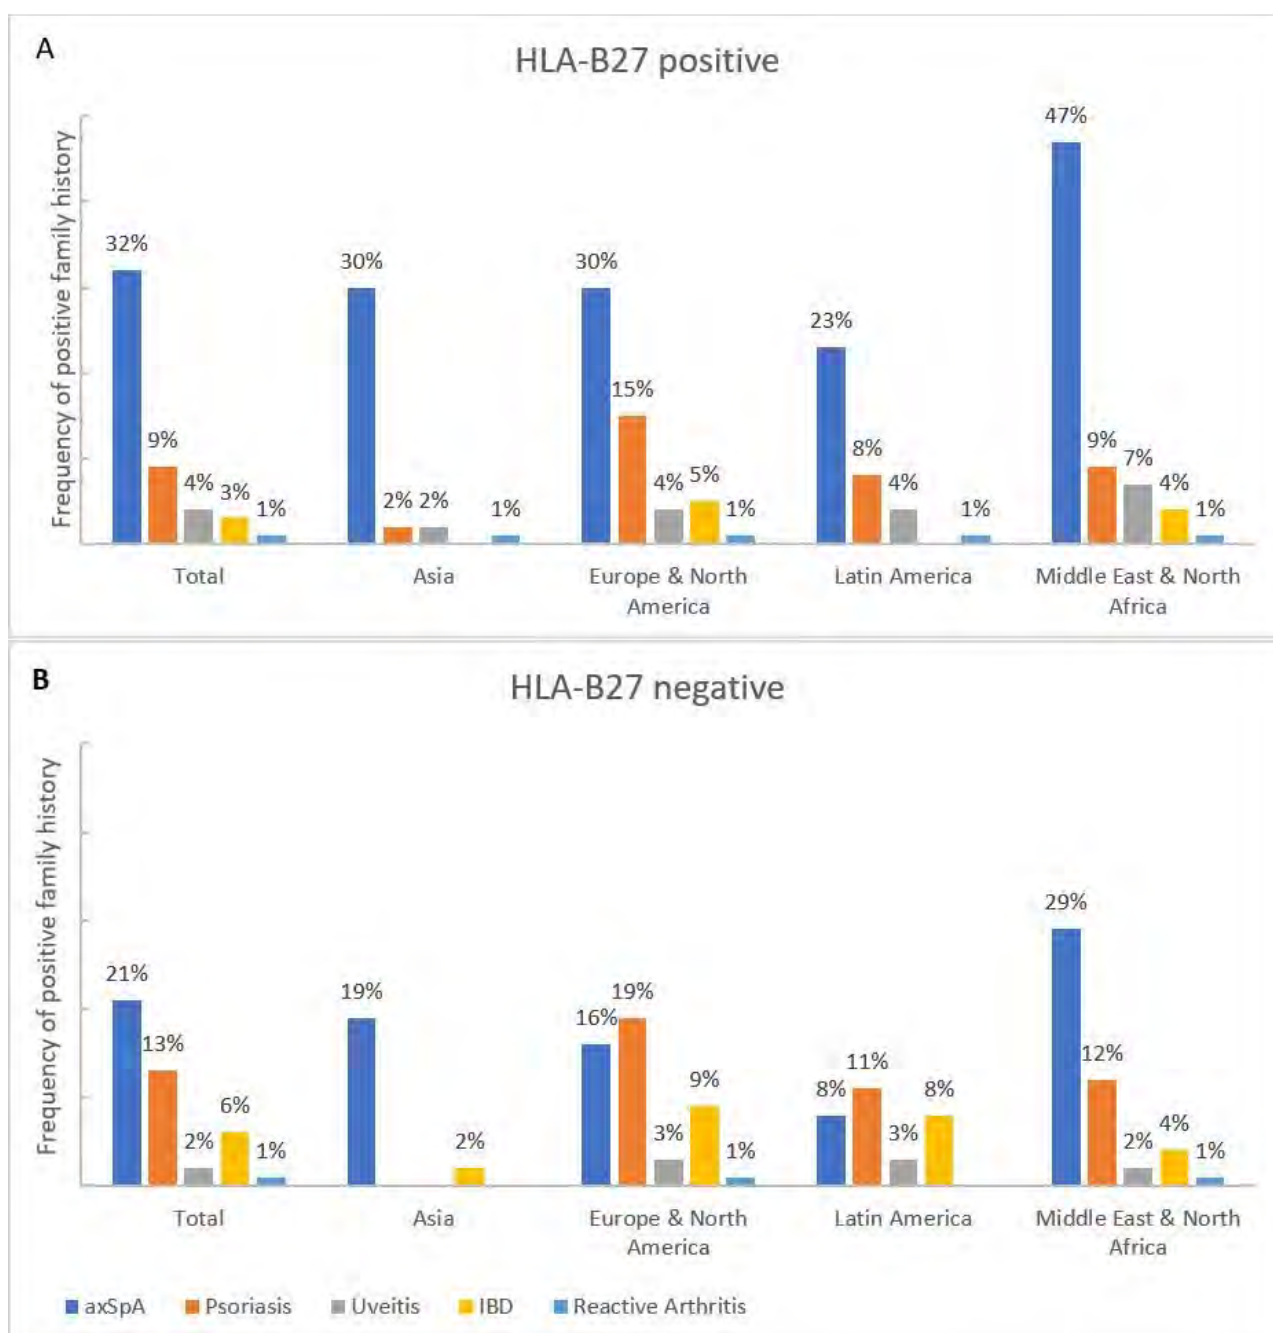 A
HLA-B27 positive
Frequency of positive family history
32%
9%
4%
3%
1%
30%
2%
2%
1%
30%
15%
4%
5%
1%
23%
8%
4%
1%
47%
9%
7%
4%
1%
Total
Asia
Europe & North
America
Latin America
Middle East & North
Africa
B
HLA-B27 negative
Frequency of positive family history
21%
13%
2%
6%
1%
19%
2%
16%
19%
3%
9%
1%
8%
11%
3%
8%
29%
12%
2%
4%
1%
Total
Asia
Europe & North
America
Latin America
Middle East & North
Africa
axSpA Psoriasis Uveitis IBD Reactive Arthritis